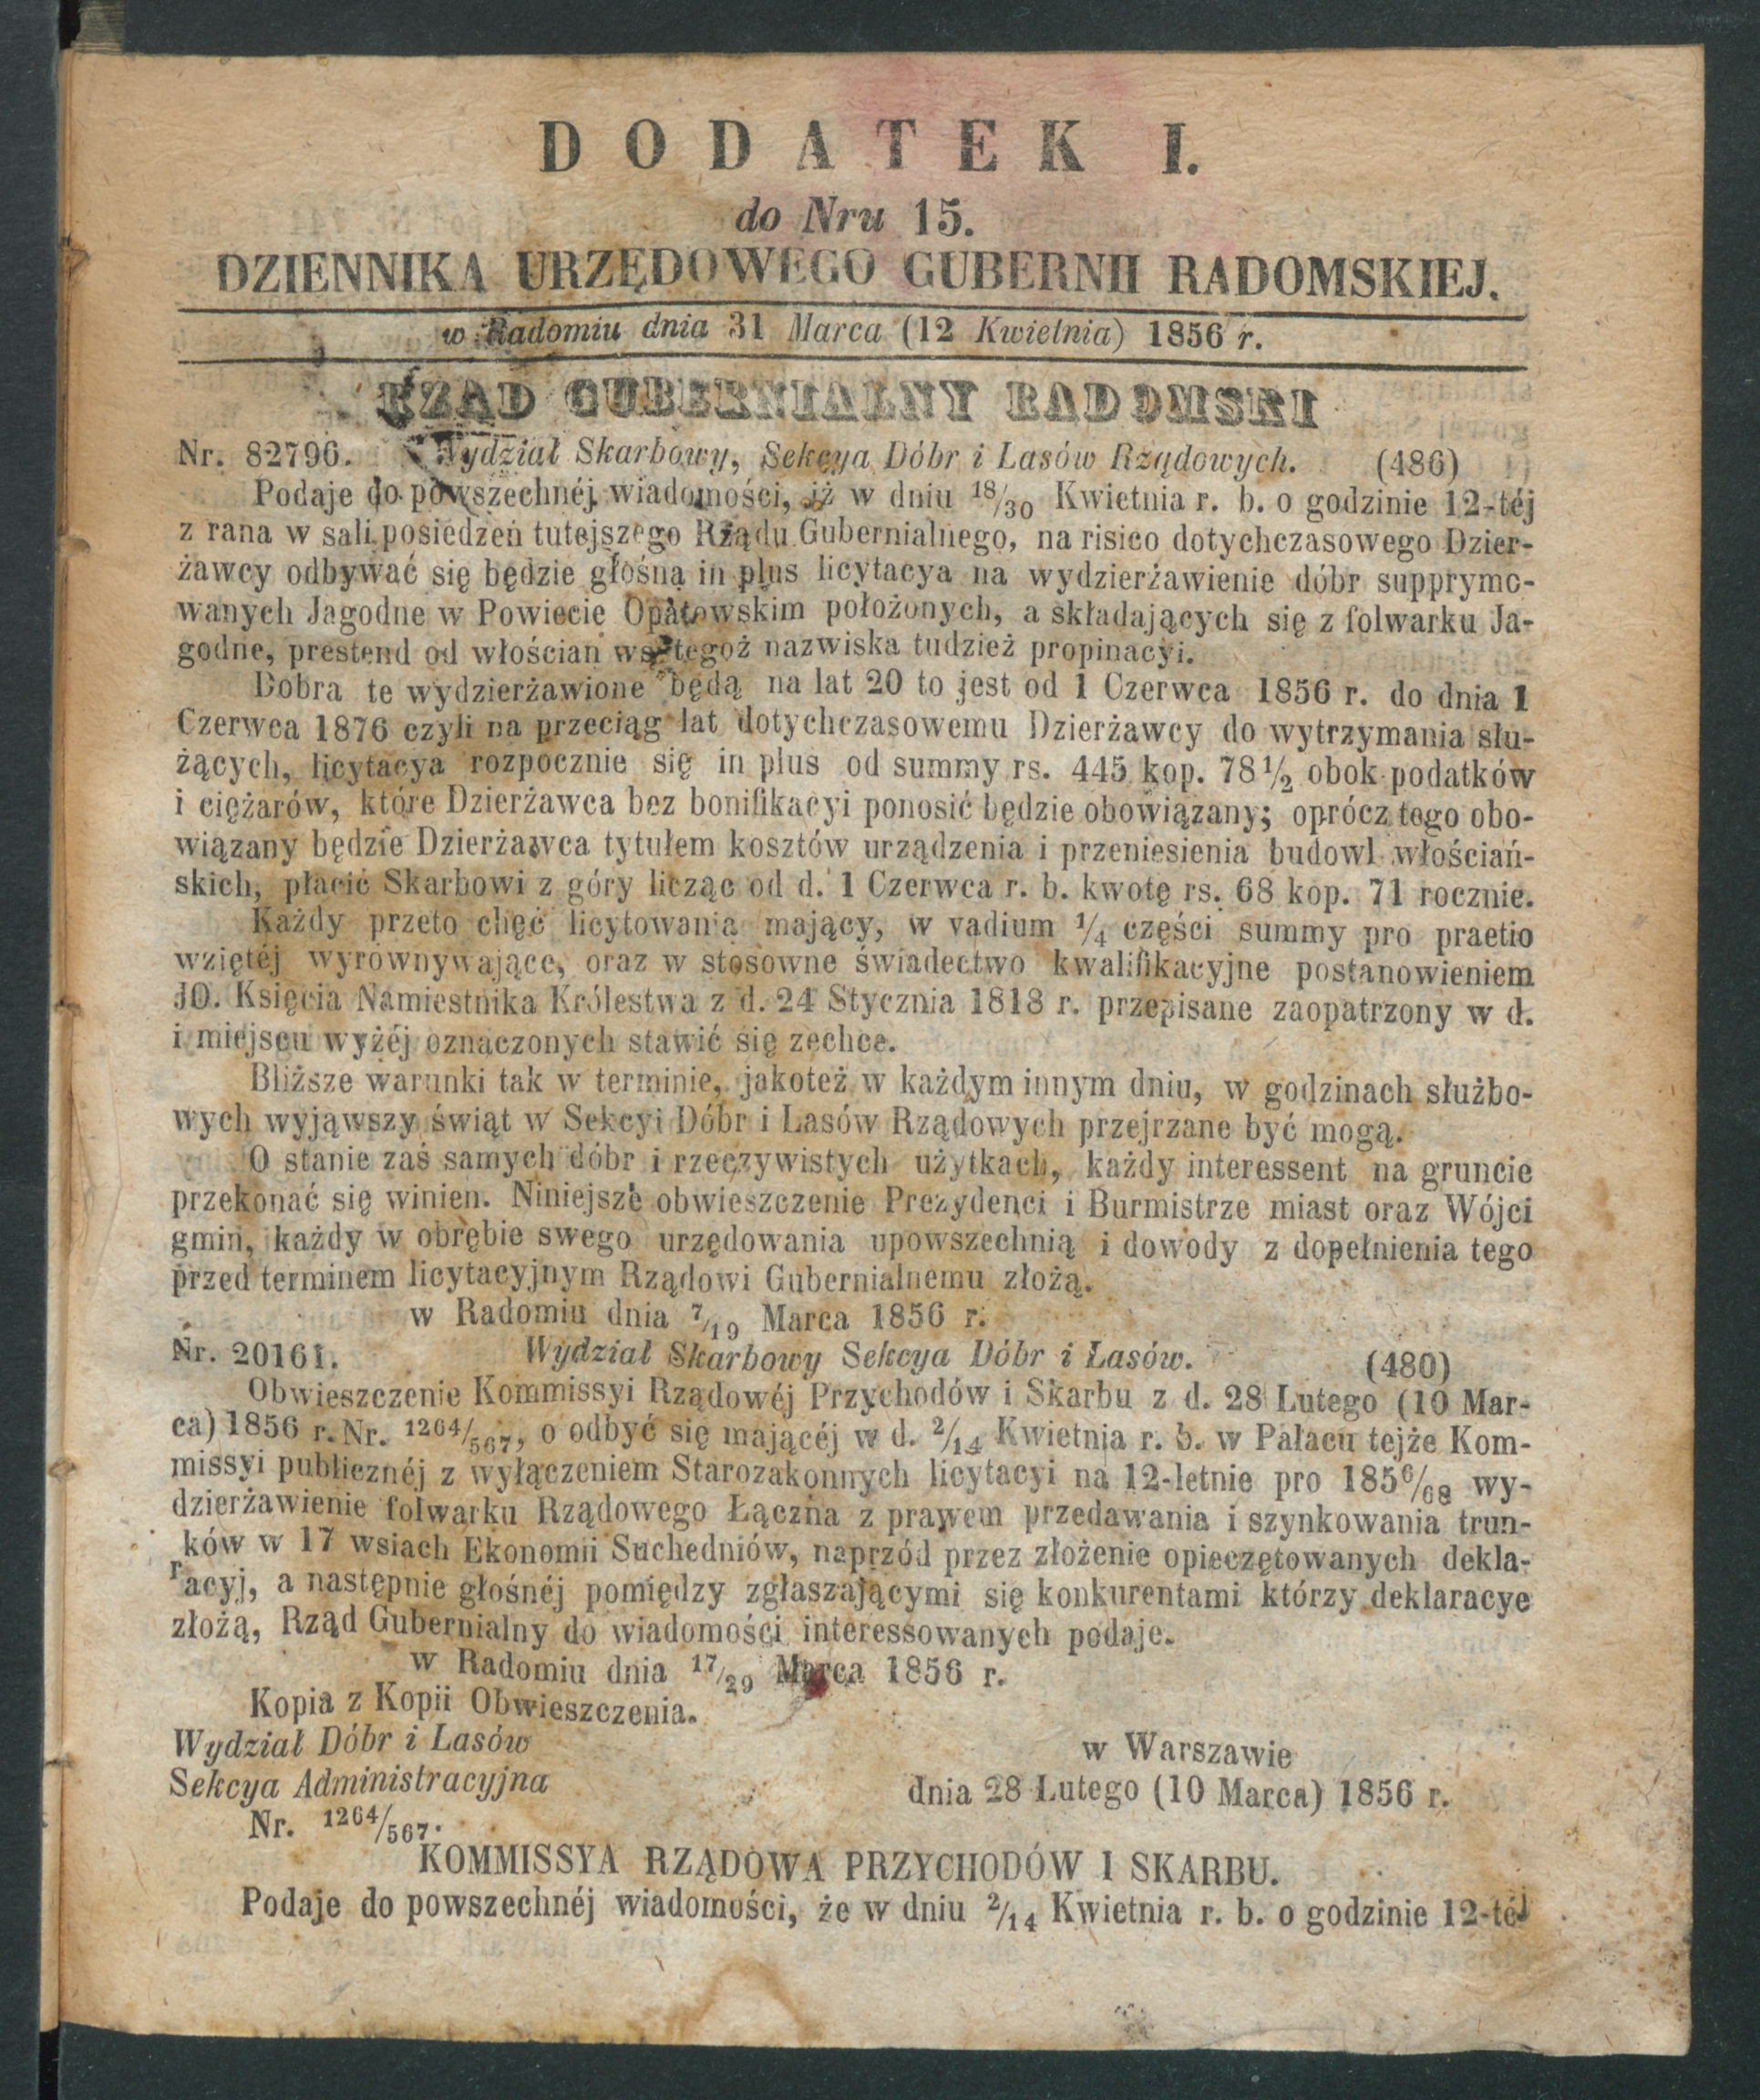 DODATEK I.
do Nru 15.
DZIENNIKA URZĘDOWEGO GUBERNII RADOMSKIEJ.
w Radomiu dnia 31 Marca (12 Kwietnia) 1856 r.
RZĄD GUBERNIALNY RADOMSKI
Nr. 82796. Wydział Skarbowy, Sekcya Dóbr i Lasów Rządowych. (486)
Podaje do powszechnéj wiadomości, iż w dniu 18/30 Kwietnia r. b. o godzinie 12-téj
z rana w sali posiedzeń tutejszego Rządu Gubernialnego, na risico dotychczasowego Dzier-
żawcy odbywać się będzie głośna in plus licytacya na wydzierżawienie dóbr supprymo-
wanych Jagodne w Powiecie Opatowskim położonych, a składających się z folwarku Ja-
godne, prestend od włościan wsi tegoż nazwiska tudzież propinacyi.
Dobra te wydzierżawione będą na lat 20 to jest od 1 Czerwca 1856 r. do dnia 1
Czerwca 1876 czyli na przeciąg lat dotychczasowemu Dzierżawcy do wytrzymania słu-
żących, licytacya rozpocznie się in plus od summy rs. 445 kop. 78½ obok podatków
i ciężarów, które Dzierżawca bez bonifikacyi ponosić będzie obowiązany; oprócz tego obo-
wiązany będzie Dzierżawca tytułem kosztów urządzenia i przeniesienia budowl włościań-
skich, płacić Skarbowi z góry licząc od d. 1 Czerwca r. b. kwotę rs. 68 kop. 71 rocznie.
Każdy przeto chęć licytowania mający, w vadium ¼ części summy pro praetio
wziętéj wyrównywające, oraz w stosowne świadectwo kwalifikacyjne postanowieniem
JO. Księcia Namiestnika Królestwa z d. 24 Stycznia 1818 r. przepisane zaopatrzony w d.
i miejscu wyżéj oznaczonych stawić się zechce.
Bliższe warunki tak w terminie, jakoteż w każdym innym dniu, w godzinach służbo-
wych wyjąwszy świąt w Sekcyi Dóbr i Lasów Rządowych przejrzane być mogą.
O stanie zaś samych dóbr i rzeczywistych użytkach, każdy interessent na gruncie
przekonać się winien. Niniejsze obwieszczenie Prezydenci i Burmistrze miast oraz Wójci
gmin, każdy w obrębie swego urzędowania upowszechnią i dowody z dopełnienia tego
przed terminem licytacyjnym Rządowi Gubernialnemu złożą.
w Radomiu dnia 7/19 Marca 1856 r.
Nr. 20161. Wydział Skarbowy Sekcya Dóbr i Lasów. (480)
Obwieszczenie Kommissyi Rządowéj Przychodów i Skarbu z d. 28 Lutego (10 Mar-
ca) 1856 r. Nr. 1264/567, o odbyć się mającéj w d. 2/14 Kwietnia r. b. w Pałacu tejże Kom-
missyi publicznéj z wyłączeniem Starozakonnych licytacyi na 12-letnie pro 1856/68 wy-
dzierżawienie folwarku Rządowego Łączna z prawem przedawania i szynkowania trun-
ków w 17 wsiach Ekonomii Suchedniów, naprzód przez złożenie opieczętowanych dekla-
racyj, a następnie głośnéj pomiędzy zgłaszającymi się konkurentami którzy deklaracye
złożą, Rząd Gubernialny do wiadomości interessowanych podaje.
w Radomiu dnia 17/29 Marca 1856 r.
Kopia z Kopii Obwieszczenia.
Wydział Dóbr i Lasów
w Warszawie
Sekcya Administracyjna
dnia 28 Lutego (10 Marca) 1856 r.
Nr. 1264/567.
KOMMISSYA RZĄDOWA PRZYCHODÓW I SKARBU.
Podaje do powszechnéj wiadomości, że w dniu 2/14 Kwietnia r. b. o godzinie 12-téj